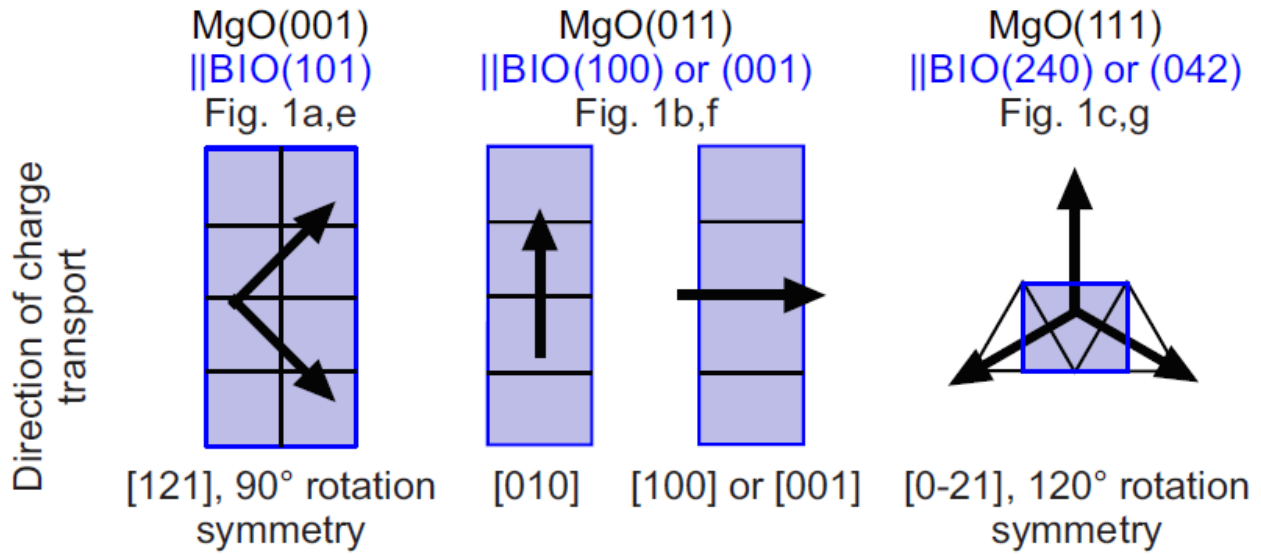 MgO(001)
||BIO(101)
Fig. 1a,e
MgO(011)
||BIO(100) or (001)
Fig. 1b,f
MgO(111)
||BIO(240) or (042)
Fig. 1c,g
Direction of charge
transport
[121], 90° rotation
symmetry
[010]
[100] or [001]
[0-21], 120° rotation
symmetry